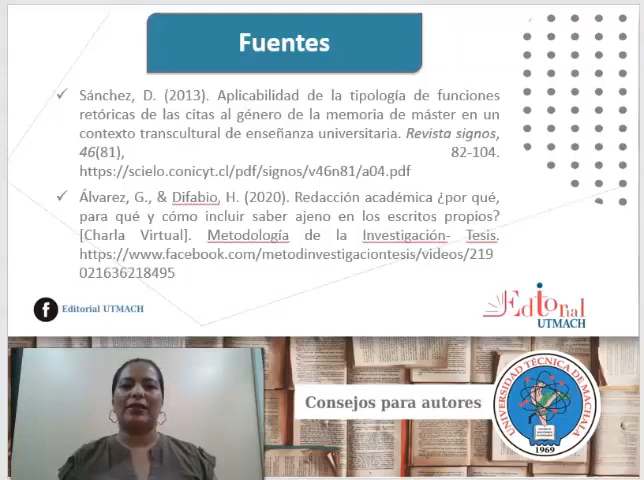 Fuentes
Sánchez, D. (2013). Aplicabilidad de la tipología de funciones
retóricas de las citas al género de la memoria de máster en un
contexto transcultural de enseñanza universitaria. Revista signos,
46(81), 82-104.
https://scielo.conicyt.cl/pdf/signos/v46n81/a04.pdf
Álvarez, G., & Difabio, H. (2020). Redacción académica ¿por qué,
para qué y cómo incluir saber ajeno en los escritos propios?
[Charla Virtual]. Metodología de la Investigación- Tesis.
https://www.facebook.com/metodinvestigaciontesis/videos/219
021636218495
Editorial UTMACH
Editorial
UTMACH
Consejos para autores
UNIVERSIDAD TÉCNICA DE MACHALA
1969